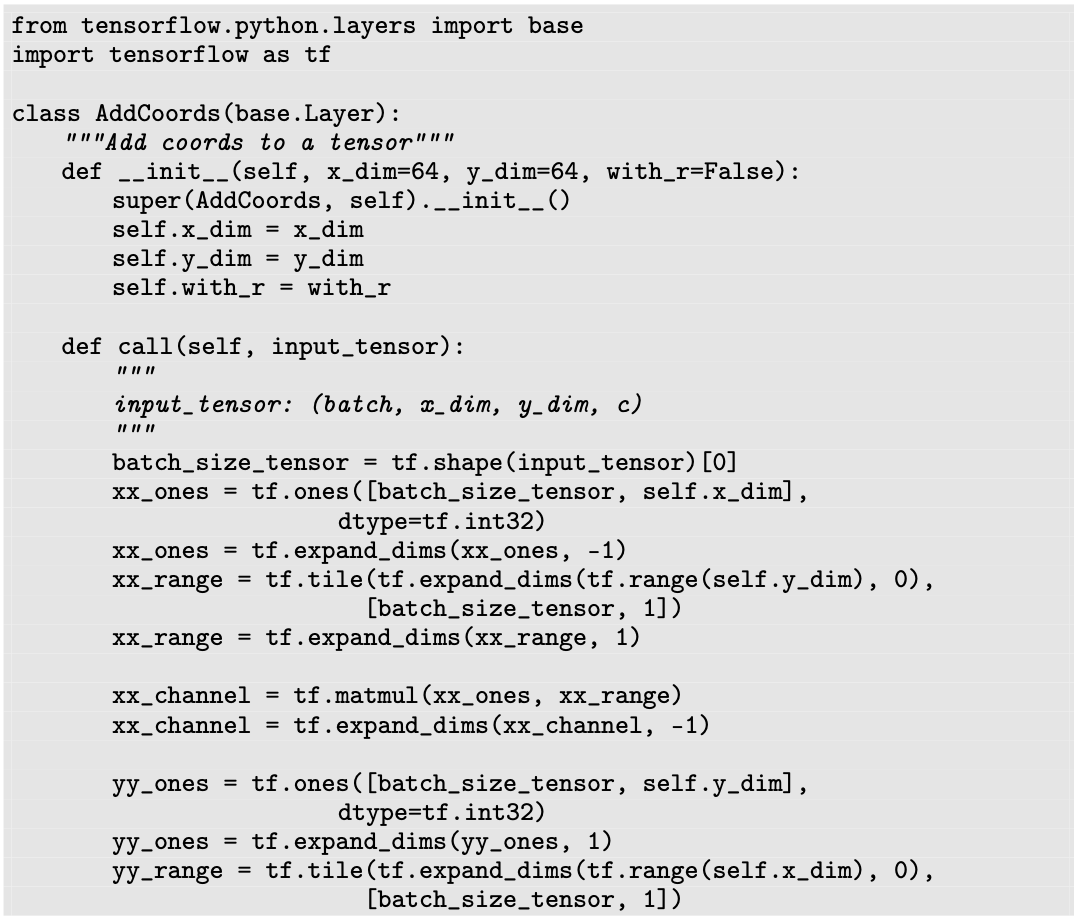 from tensorflow.python.layers import base
import tensorflow as tf

class AddCoords(base.Layer):
    """Add coords to a tensor"""
    def __init__(self, x_dim=64, y_dim=64, with_r=False):
        super(AddCoords, self).__init__()
        self.x_dim = x_dim
        self.y_dim = y_dim
        self.with_r = with_r

    def call(self, input_tensor):
        """
        input_tensor: (batch, x_dim, y_dim, c)
        """
        batch_size_tensor = tf.shape(input_tensor)[0]
        xx_ones = tf.ones([batch_size_tensor, self.x_dim],
                          dtype=tf.int32)
        xx_ones = tf.expand_dims(xx_ones, -1)
        xx_range = tf.tile(tf.expand_dims(tf.range(self.y_dim), 0),
                            [batch_size_tensor, 1])
        xx_range = tf.expand_dims(xx_range, 1)

        xx_channel = tf.matmul(xx_ones, xx_range)
        xx_channel = tf.expand_dims(xx_channel, -1)

        yy_ones = tf.ones([batch_size_tensor, self.y_dim],
                          dtype=tf.int32)
        yy_ones = tf.expand_dims(yy_ones, 1)
        yy_range = tf.tile(tf.expand_dims(tf.range(self.x_dim), 0),
                            [batch_size_tensor, 1])